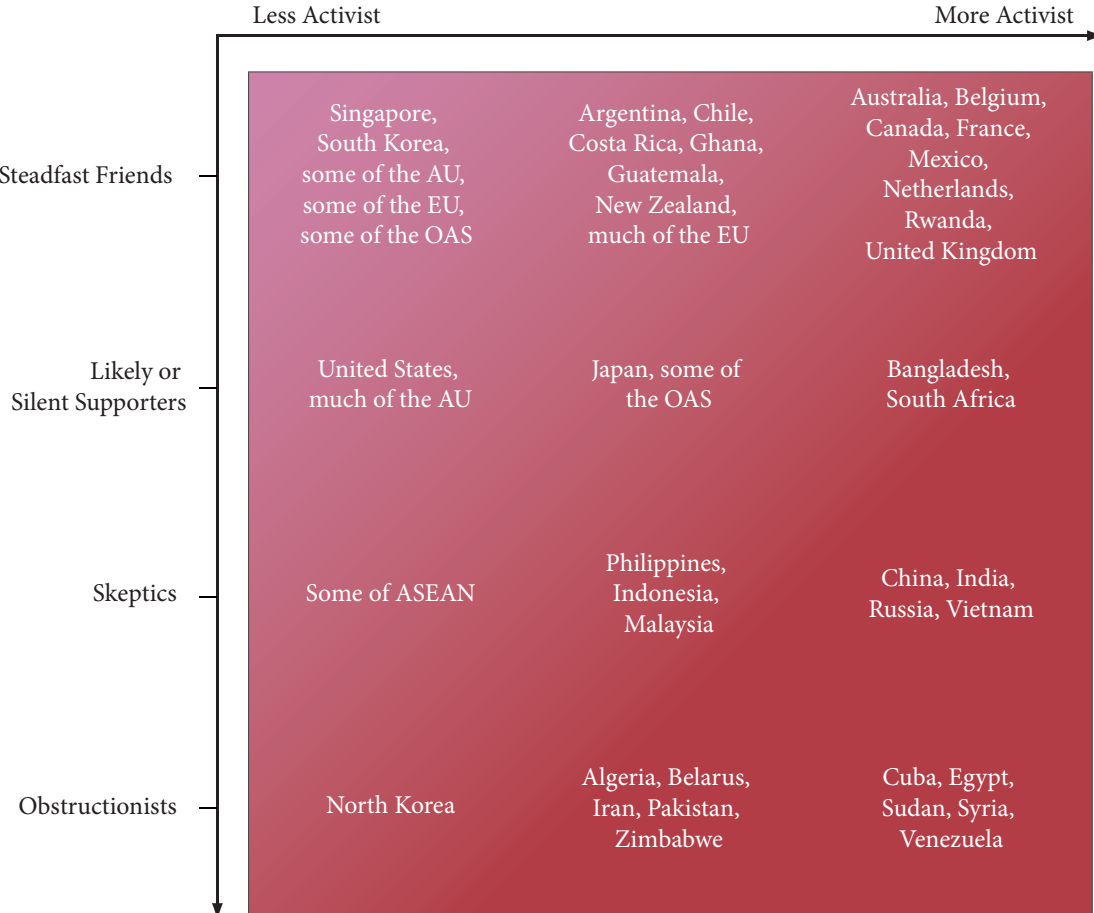 Less Activist
More Activist
Steadfast Friends
Singapore,
South Korea,
some of the AU,
some of the EU,
some of the OAS
Argentina, Chile,
Costa Rica, Ghana,
Guatemala,
New Zealand,
much of the EU
Australia, Belgium,
Canada, France,
Mexico,
Netherlands,
Rwanda,
United Kingdom
Likely or
Silent Supporters
United States,
much of the AU
Japan, some of
the OAS
Bangladesh,
South Africa
Skeptics
Some of ASEAN
Philippines,
Indonesia,
Malaysia
China, India,
Russia, Vietnam
Obstructionists
North Korea
Algeria, Belarus,
Iran, Pakistan,
Zimbabwe
Cuba, Egypt,
Sudan, Syria,
Venezuela